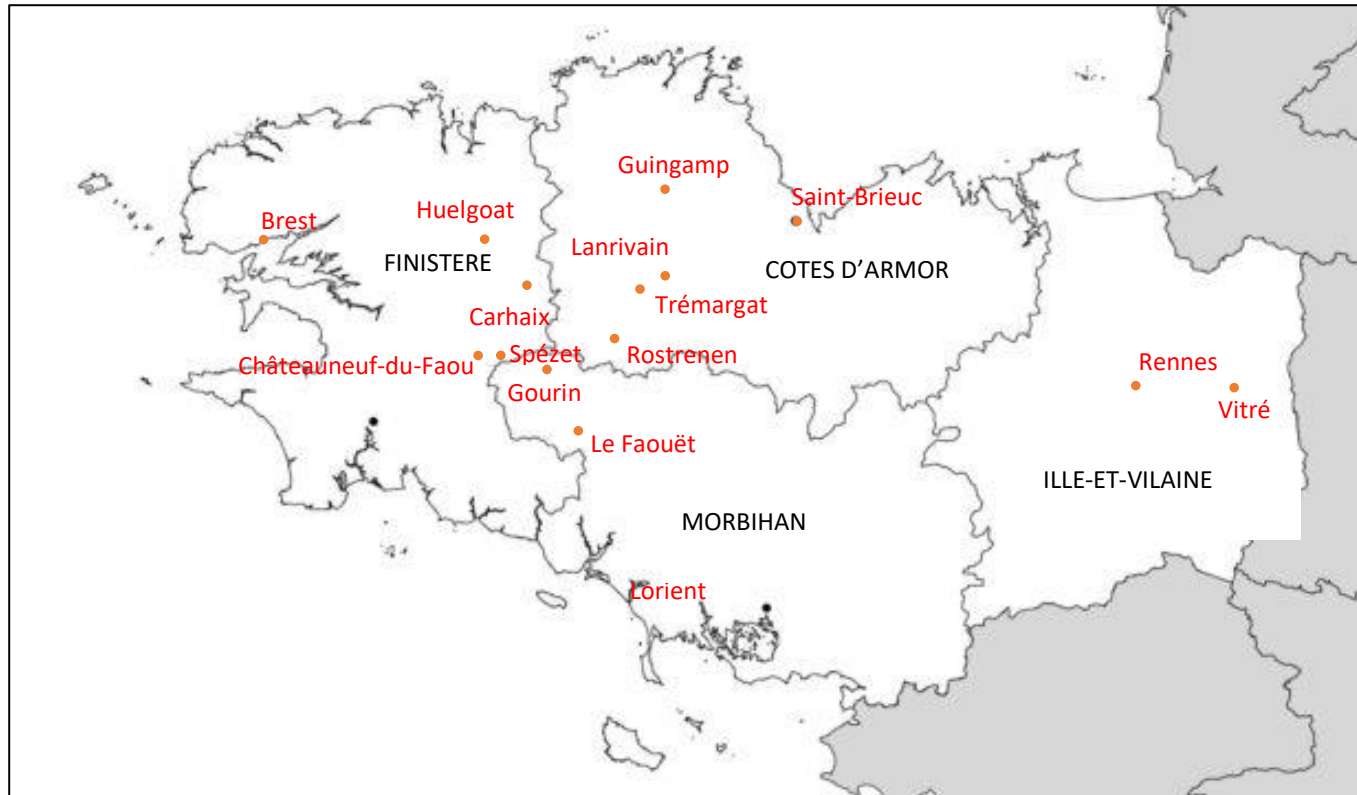 Guingamp
Saint-Brieuc
Huelgoat
Brest
Lanrivain
FINISTERE
COTES D’ARMOR
Trémargat
Carhaix
Spézet
Rostrenen
Châteauneuf-du-Faou
Rennes
Gourin
Vitré
Le Faouët
ILLE-ET-VILAINE
MORBIHAN
Lorient